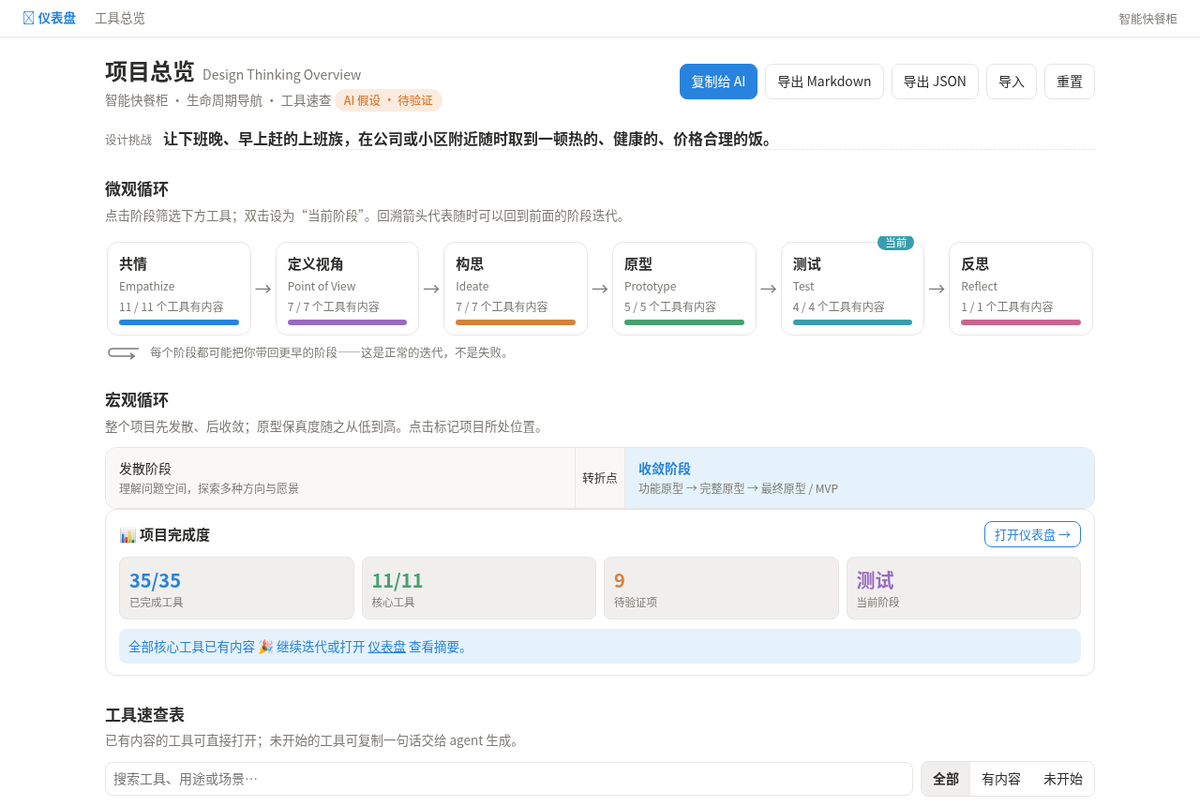 仪表盘 工具总览 智能快餐柜
项目总览 Design Thinking Overview
复制给 AI 导出 Markdown 导出 JSON 导入 重置
智能快餐柜 · 生命周期导航 · 工具速查 AI 假设 · 待验证
设计挑战 让下班晚、早上赶的上班族，在公司或小区附近随时取到一顿热的、健康的、价格合理的饭。
微观循环
点击阶段筛选下方工具；双击设为“当前阶段”。回溯箭头代表随时可以回到前面的阶段迭代。
共情
Empathize
11 / 11 个工具有内容
→
定义视角
Point of View
7 / 7 个工具有内容
→
构思
Ideate
7 / 7 个工具有内容
→
原型
Prototype
5 / 5 个工具有内容
→
当前
测试
Test
4 / 4 个工具有内容
→
反思
Reflect
1 / 1 个工具有内容
每个阶段都可能把你带回更早的阶段——这是正常的迭代，不是失败。
宏观循环
整个项目先发散、后收敛；原型保真度随之从低到高。点击标记项目所处位置。
发散阶段
理解问题空间，探索多种方向与愿景
转折点
收敛阶段
功能原型 → 完整原型 → 最终原型 / MVP
📊 项目完成度 打开仪表盘 →
35/35
已完成工具
11/11
核心工具
9
待验证项
测试
当前阶段
全部核心工具已有内容 🎉 继续迭代或打开 仪表盘 查看摘要。
工具速查表
已有内容的工具可直接打开；未开始的工具可复制一句话交给 agent 生成。
搜索工具、用途或场景… 全部 有内容 未开始